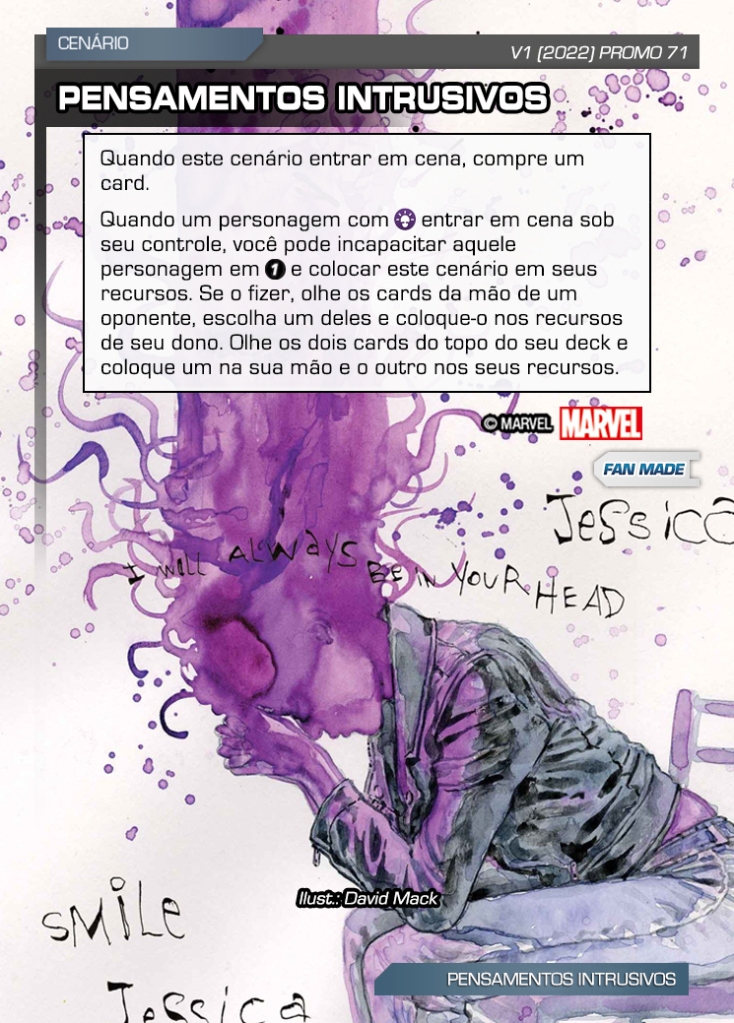 CENÁRIO
V1 (2022) PROMO 71
PENSAMENTOS INTRUSIVOS
Quando este cenário entrar em cena, compre um
card.
Quando um personagem com entrar em cena sob
seu controle, você pode incapacitar aquele
personagem em 1 e colocar este cenário em seus
recursos. Se o fizer, olhe os cards da mão de um
oponente, escolha um deles e coloque-o nos recursos
de seu dono. Olhe os dois cards do topo do seu deck e
coloque um na sua mão e o outro nos seus recursos.
© MARVEL MARVEL
FAN MADE
Jessica
I will ALWAYS BE IN YOUR HEAD
Ilust.: David Mack
SMiLe
Jessica
PENSAMENTOS INTRUSIVOS